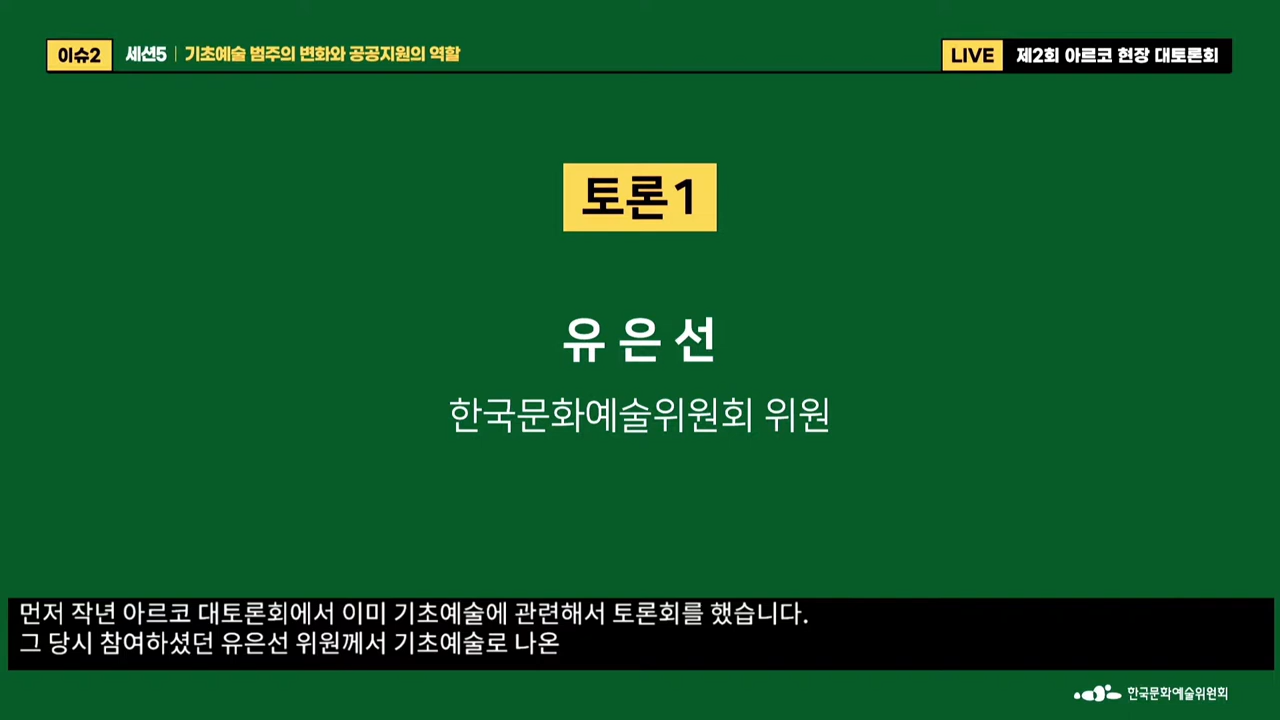 이슈2 세션5 | 기초예술 범주의 변화와 공공지원의 역할
LIVE 제2회 아르코 현장 대토론회
토론1
유은선
한국문화예술위원회 위원
먼저 작년 아르코 대토론회에서 이미 기초예술에 관련해서 토론회를 했습니다.
그 당시 참여하셨던 유은선 위원께서 기초예술로 나온
한국문화예술위원회